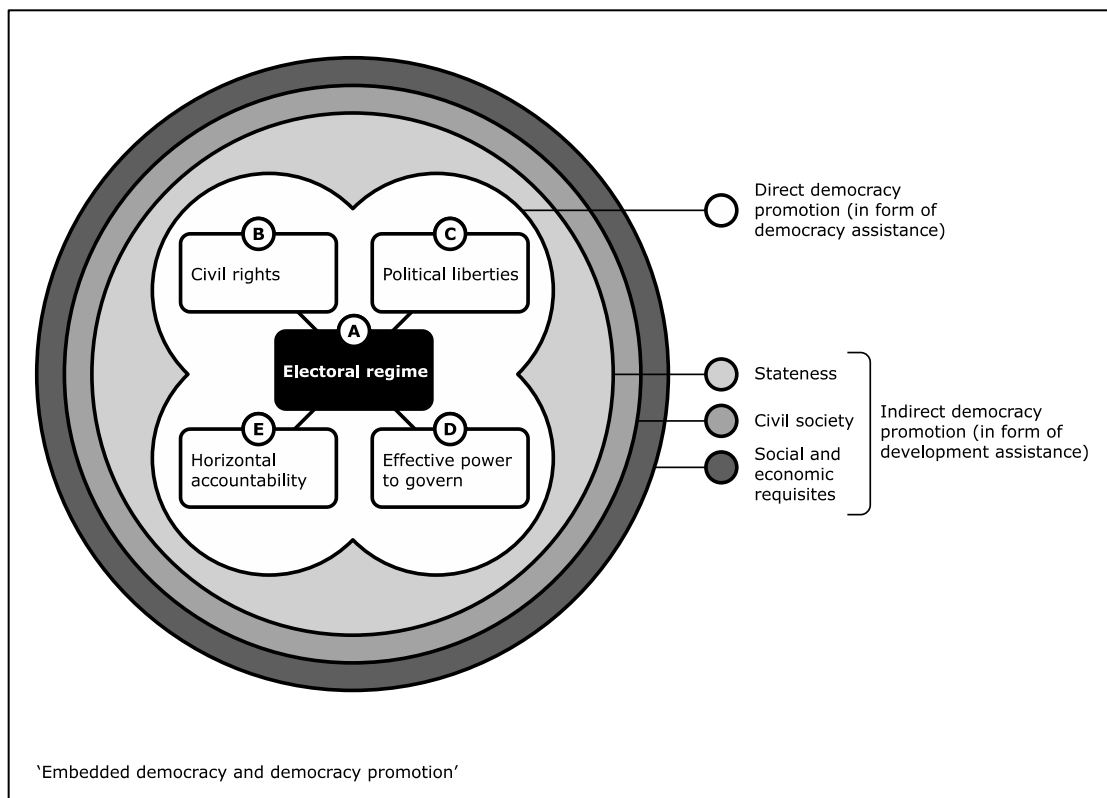 B
Civil rights
C
Political liberties
A
Electoral regime
E
Horizontal
accountability
D
Effective power
to govern
Direct democracy
promotion (in form of
democracy assistance)
Stateness
Civil society
Social and
economic
requisites
Indirect democracy
promotion (in form of
development assistance)
‘Embedded democracy and democracy promotion’